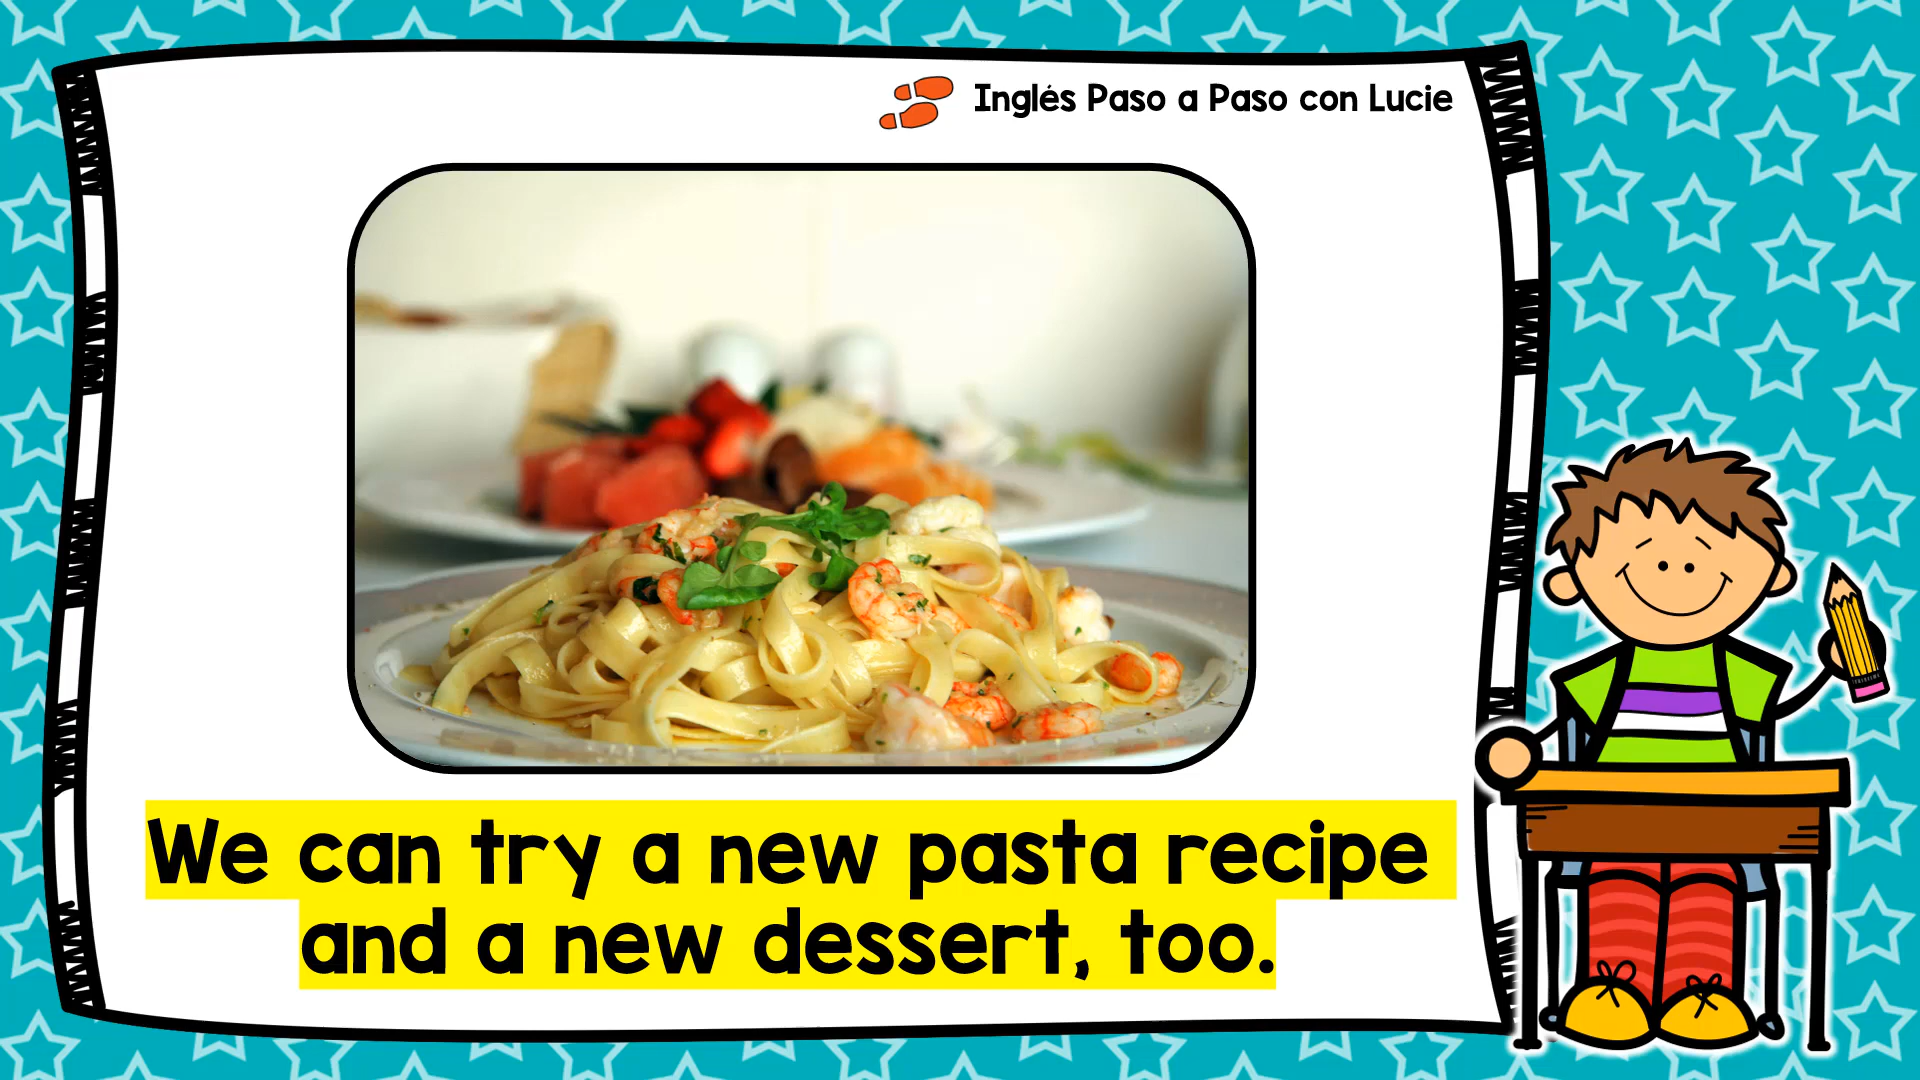 Inglés Paso a Paso con Lucie
We can try a new pasta recipe
and a new dessert, too.